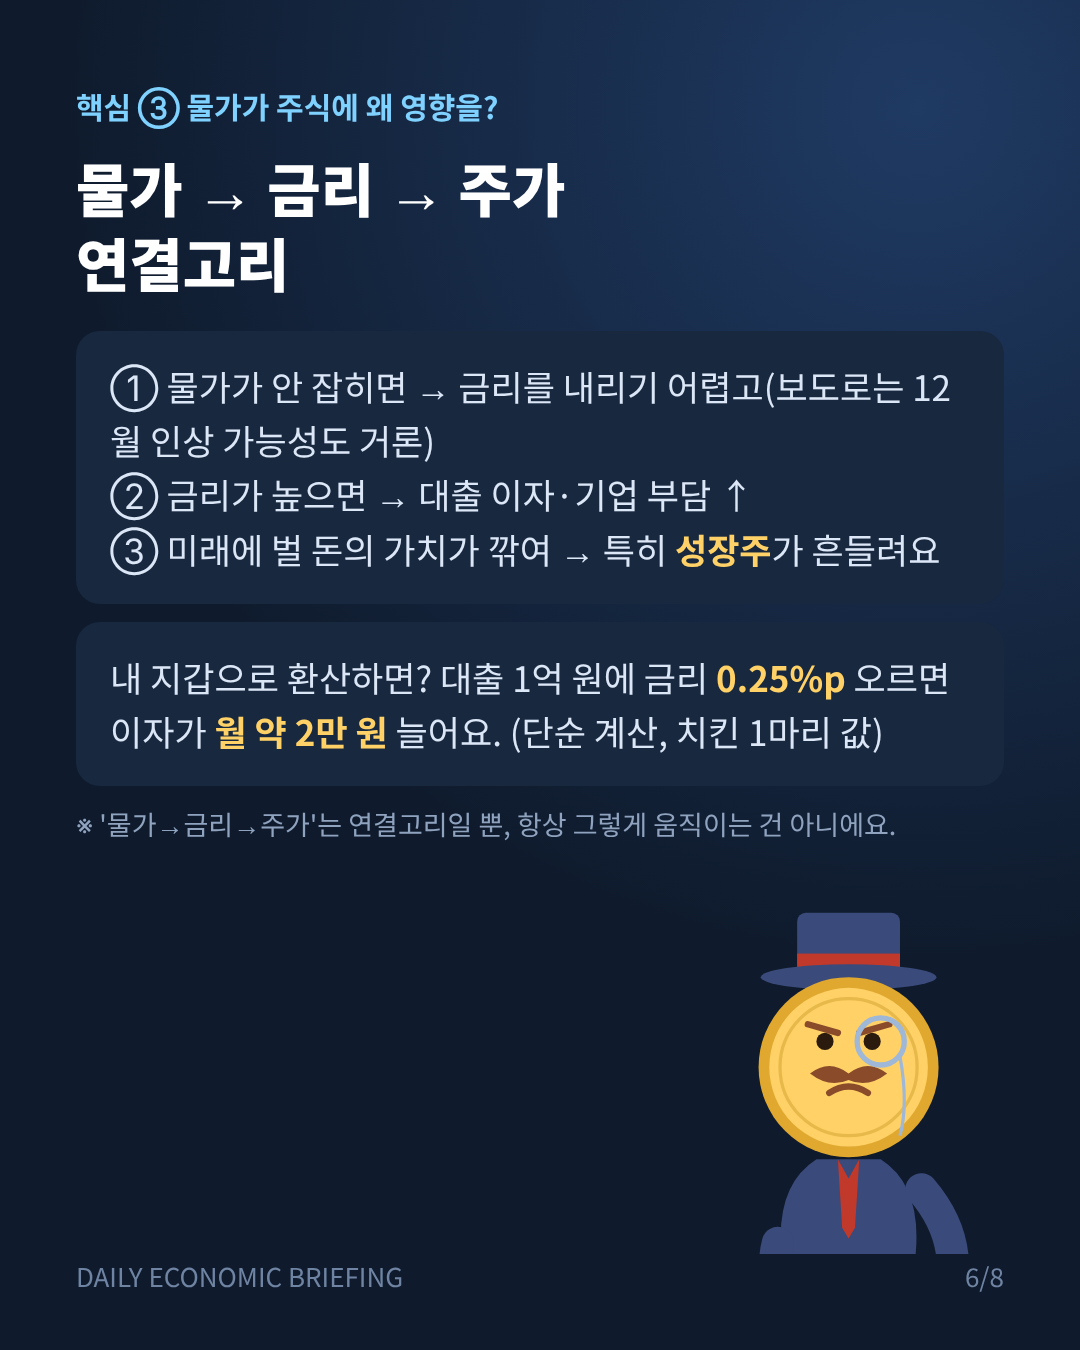 핵심 ③ 물가가 주식에 왜 영향을?
물가 → 금리 → 주가
연결고리
① 물가가 안 잡히면 → 금리를 내리기 어렵고(보도로는 12
월 인상 가능성도 거론)
② 금리가 높으면 → 대출 이자·기업 부담 ↑
③ 미래에 벌 돈의 가치가 깎여 → 특히 성장주가 흔들려요
내 지갑으로 환산하면? 대출 1억 원에 금리 0.25%p 오르면
이자가 월 약 2만 원 늘어요. (단순 계산, 치킨 1마리 값)
※ '물가→금리→주가'는 연결고리일 뿐, 항상 그렇게 움직이는 건 아니에요.
DAILY ECONOMIC BRIEFING
6/8